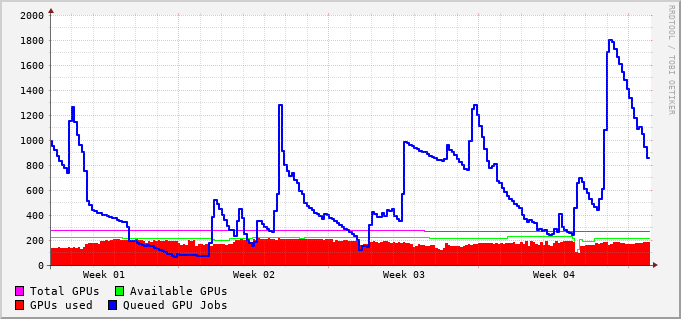 2000
1800
1600
1400
1200
1000
800
600
400
200
0
Week 01 Week 02 Week 03 Week 04
Total GPUs Available GPUs
GPUs used Queued GPU Jobs
RRDTOOL / TOBI OETIKER